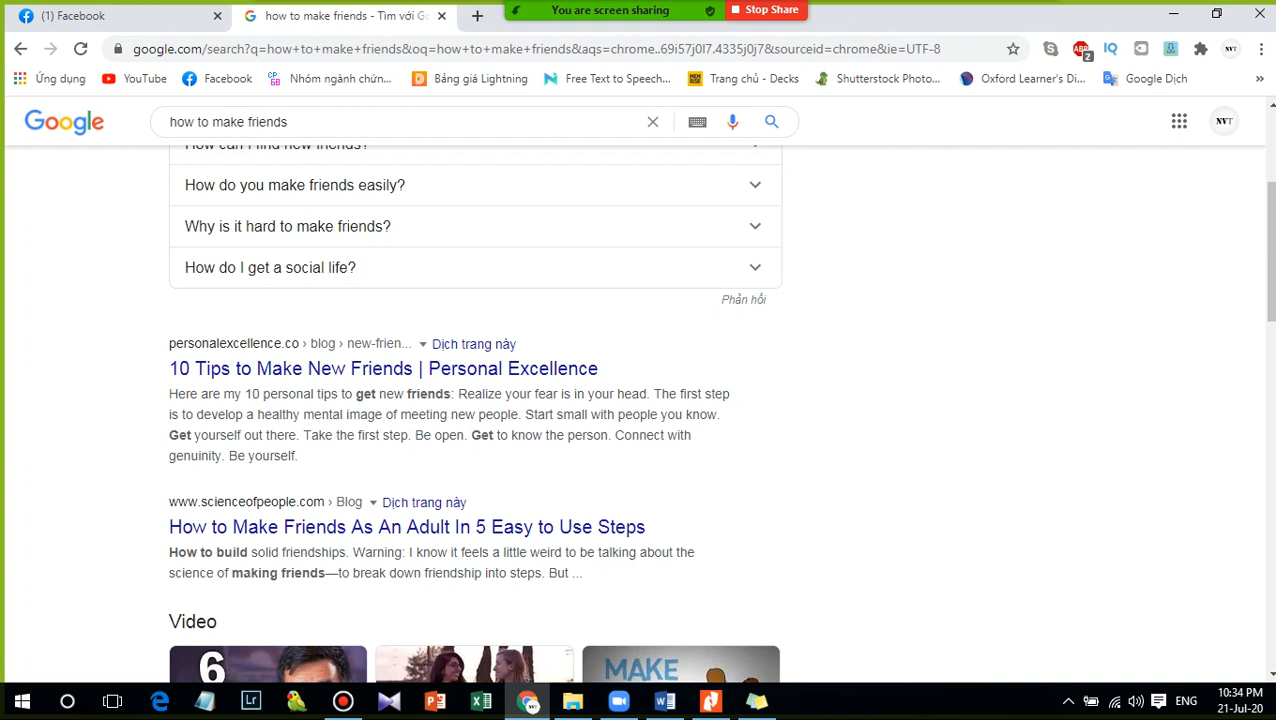 (1) Facebook
how to make friends - Tìm với Go
You are screen sharing
Stop Share
google.com/search?q=how+to+make+friends&oq=how+to+make+friends&aqs=chrome..69i57j0l7.4335j0j7&sourceid=chrome&ie=UTF-8
ABP
2
IQ
NVT
Ứng dụng
YouTube
Facebook
Nhóm ngành chứn...
Bảng giá Lightning
Free Text to Speech...
Trang chủ - Decks
Shutterstock Photo...
Oxford Learner's Di...
Google Dịch
»
Google
how to make friends
NVT
How can I find new friends?
How do you make friends easily?
Why is it hard to make friends?
How do I get a social life?
Phản hồi
personalexcellence.co › blog › new-frien... Dịch trang này
10 Tips to Make New Friends | Personal Excellence
Here are my 10 personal tips to get new friends: Realize your fear is in your head. The first step
is to develop a healthy mental image of meeting new people. Start small with people you know.
Get yourself out there. Take the first step. Be open. Get to know the person. Connect with
genuinity. Be yourself.
www.scienceofpeople.com › Blog Dịch trang này
How to Make Friends As An Adult In 5 Easy to Use Steps
How to build solid friendships. Warning: I know it feels a little weird to be talking about the
science of making friends—to break down friendship into steps. But ...
Video
6
MAKE
Lr
ENG
10:34 PM
21-Jul-20